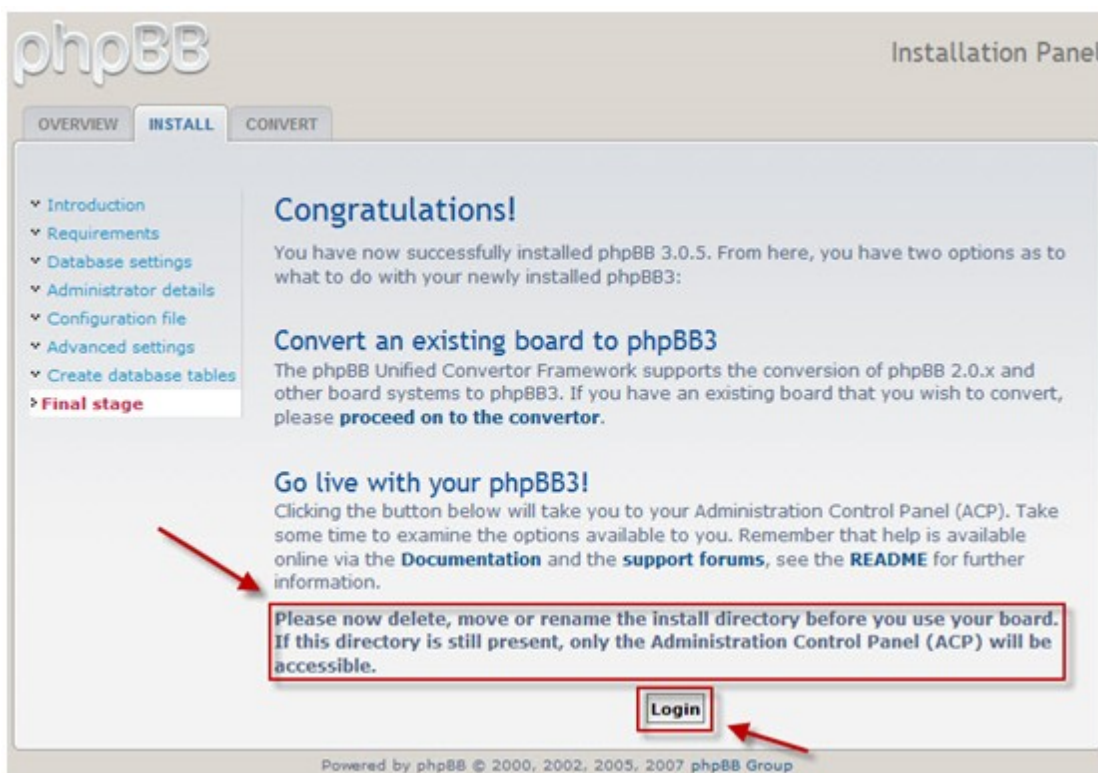 phpBB
Installation Panel
OVERVIEW INSTALL CONVERT
Introduction
Requirements
Database settings
Administrator details
Configuration file
Advanced settings
Create database tables
Final stage
Congratulations!
You have now successfully installed phpBB 3.0.5. From here, you have two options as to
what to do with your newly installed phpBB3:
Convert an existing board to phpBB3
The phpBB Unified Convertor Framework supports the conversion of phpBB 2.0.x and
other board systems to phpBB3. If you have an existing board that you wish to convert,
please proceed on to the convertor.
Go live with your phpBB3!
Clicking the button below will take you to your Administration Control Panel (ACP). Take
some time to examine the options available to you. Remember that help is available
online via the Documentation and the support forums, see the README for further
information.
Please now delete, move or rename the install directory before you use your board.
If this directory is still present, only the Administration Control Panel (ACP) will be
accessible.
Login
Powered by phpBB © 2000, 2002, 2005, 2007 phpBB Group